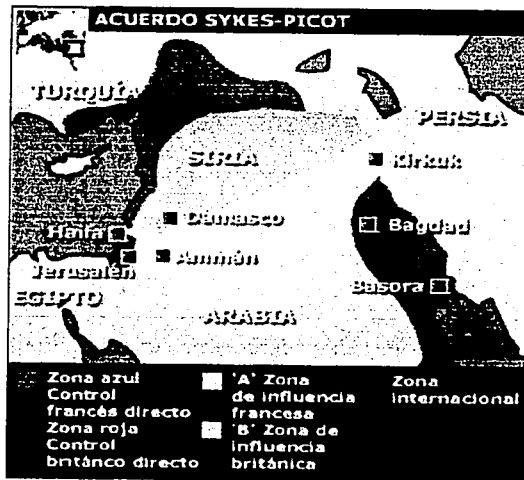 ACUERDO SYKES-PICOT
TURQUÍA
PERSIA
SIRIA
Kirkuk
Damasco
Haifa
Bagdad
Jerusalén
Ammán
Basora
EGIPTO
ARABIA
Zona azul
Control
francés directo
Zona roja
Control
británco directo
'A' Zona
de influencia
francesa
'B' Zona de
influencia
británica
Zona
internacional